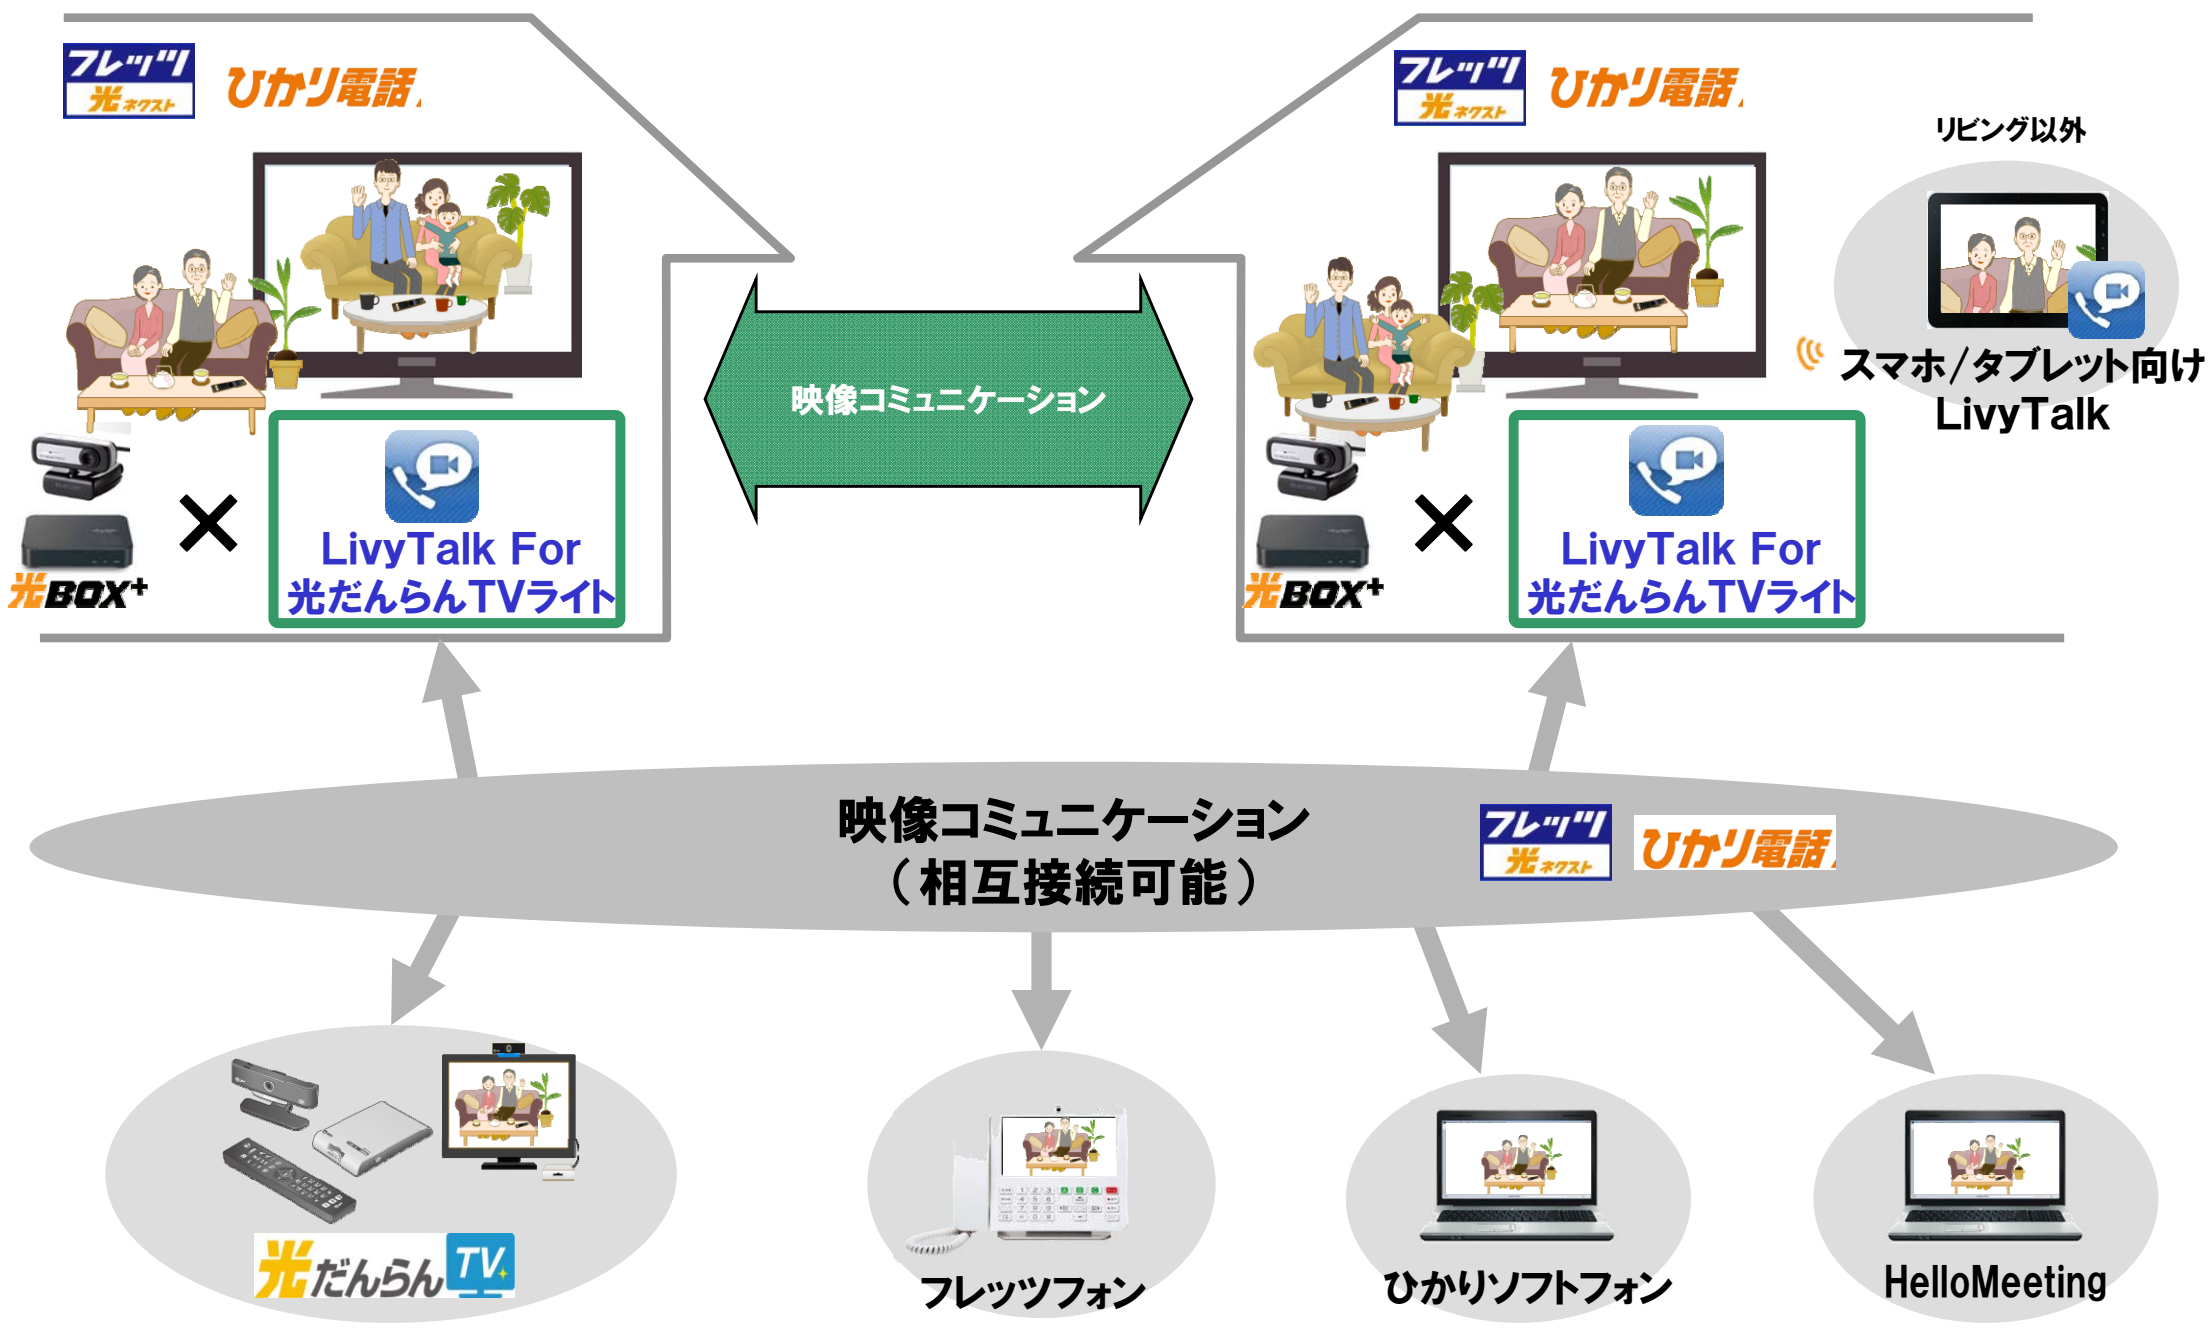 フレッツ
光ネクスト
ひかり電話
フレッツ
光ネクスト
ひかり電話
リビング以外
映像コミュニケーション
スマホ/タブレット向け
LivyTalk
×
LivyTalk For
光だんらんTVライト
光BOX+
×
LivyTalk For
光だんらんTVライト
光BOX+
映像コミュニケーション
（相互接続可能）
フレッツ
光ネクスト
ひかり電話
光だんらんTV
フレッツフォン
ひかりソフトフォン
HelloMeeting